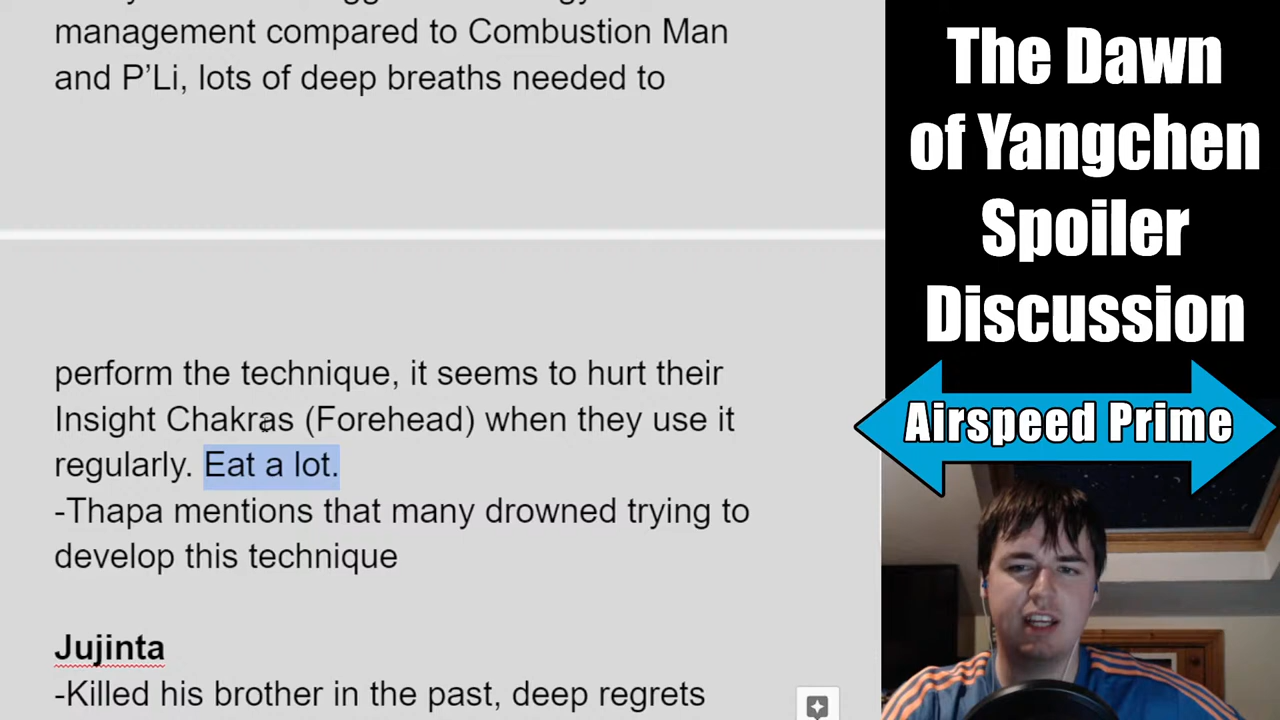 management compared to Combustion Man
and P’Li, lots of deep breaths needed to
perform the technique, it seems to hurt their
Insight Chakras (Forehead) when they use it
regularly. Eat a lot.
-Thapa mentions that many drowned trying to
develop this technique
Jujinta
-Killed his brother in the past, deep regrets
The Dawn
of Yangchen
Spoiler
Discussion
Airspeed Prime